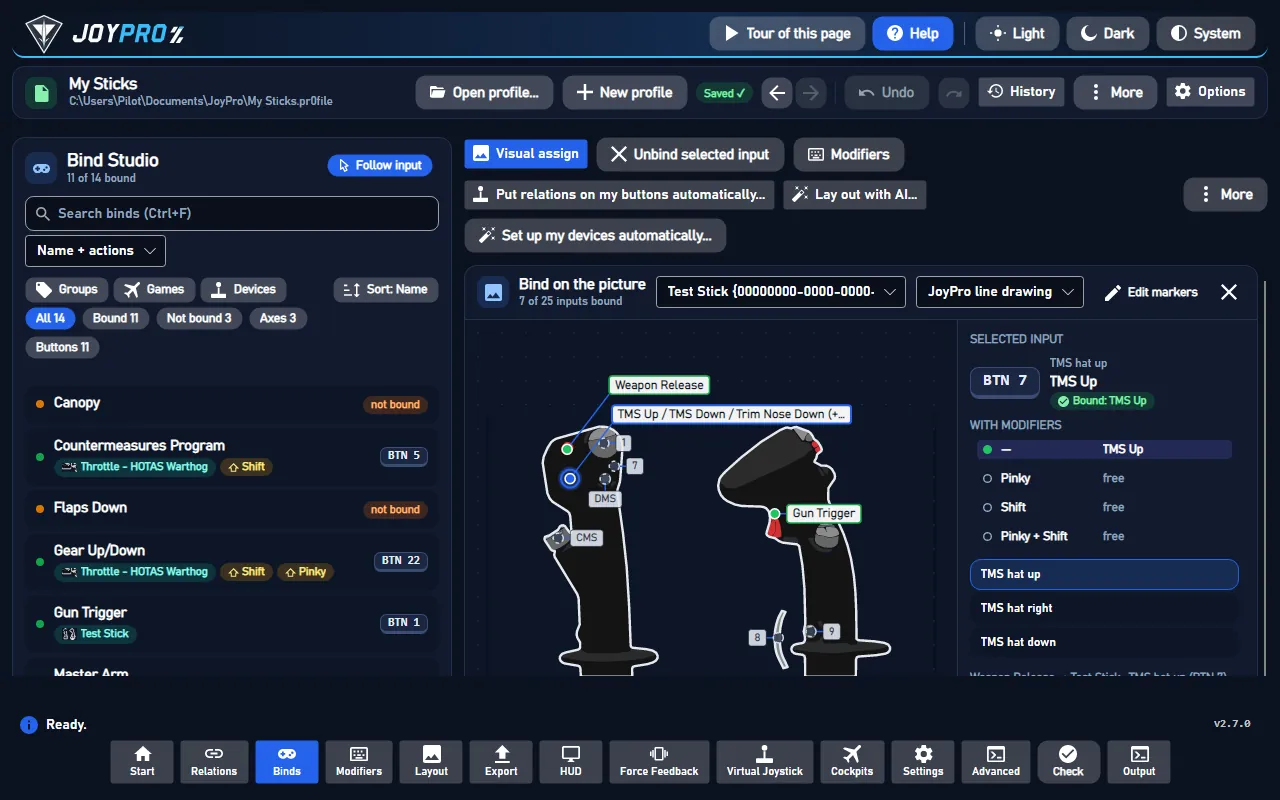 JOYPRO
Tour of this page
Help
Light
Dark
System
My Sticks
C:\Users\Pilot\Documents\JoyPro\My Sticks.pr0file
Open profile...
New profile
Saved ✓
Undo
History
More
Options
Bind Studio
11 of 14 bound
Follow input
Search binds (Ctrl+F)
Name + actions
Groups
Games
Devices
Sort: Name
All 14
Bound 11
Not bound 3
Axes 3
Buttons 11
Canopy
not bound
Countermeasures Program
BTN 5
Throttle - HOTAS Warthog
Shift
Flaps Down
not bound
Gear Up/Down
BTN 22
Throttle - HOTAS Warthog
Shift
Pinky
Gun Trigger
BTN 1
Test Stick
Master Arm
Visual assign
Unbind selected input
Modifiers
Put relations on my buttons automatically...
Lay out with AI...
More
Set up my devices automatically...
Bind on the picture
7 of 25 inputs bound
Test Stick {00000000-0000-0000-
JoyPro line drawing
Edit markers
Weapon Release
TMS Up / TMS Down / Trim Nose Down (+...
1
7
DMS
CMS
Gun Trigger
8
9
SELECTED INPUT
BTN 7
TMS hat up
TMS Up
Bound: TMS Up
WITH MODIFIERS
— TMS Up
Pinky free
Shift free
Pinky + Shift free
TMS hat up
TMS hat right
TMS hat down
Ready.
v2.7.0
Start
Relations
Binds
Modifiers
Layout
Export
HUD
Force Feedback
Virtual Joystick
Cockpits
Settings
Advanced
Check
Output